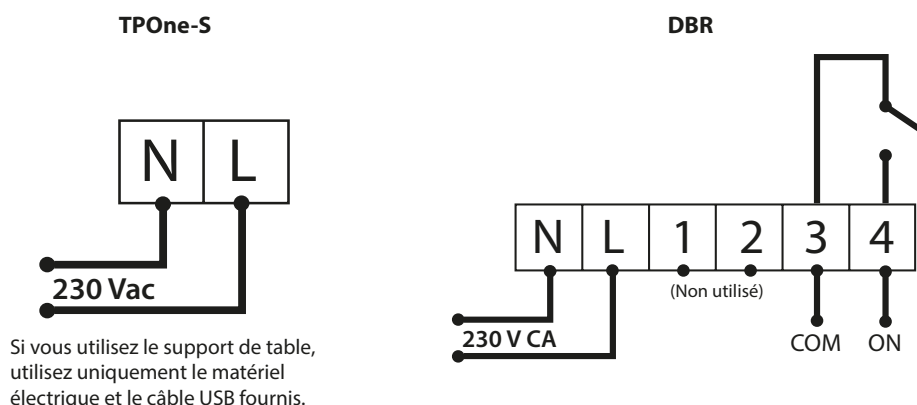 TPOne-S
N L
230 Vac
Si vous utilisez le support de table,
utilisez uniquement le matériel
électrique et le câble USB fournis.
DBR
N L 1 2 3 4
(Non utilisé)
230 V CA
COM ON